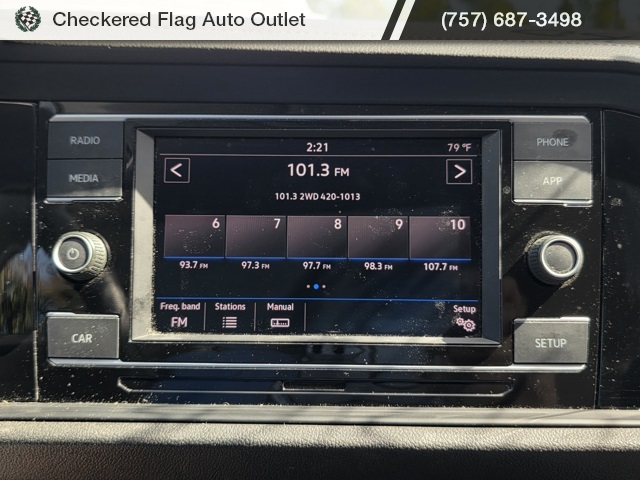 Checkered Flag Auto Outlet
(757) 687-3498
RADIO
MEDIA
CAR
2:21
79 °F
<
101.3 FM
>
101.3 2WD 420-1013
6 7 8 9 10
93.7 FM 97.3 FM 97.7 FM 98.3 FM 107.7 FM
Freq. band Stations Manual Setup
FM
PHONE
APP
SETUP